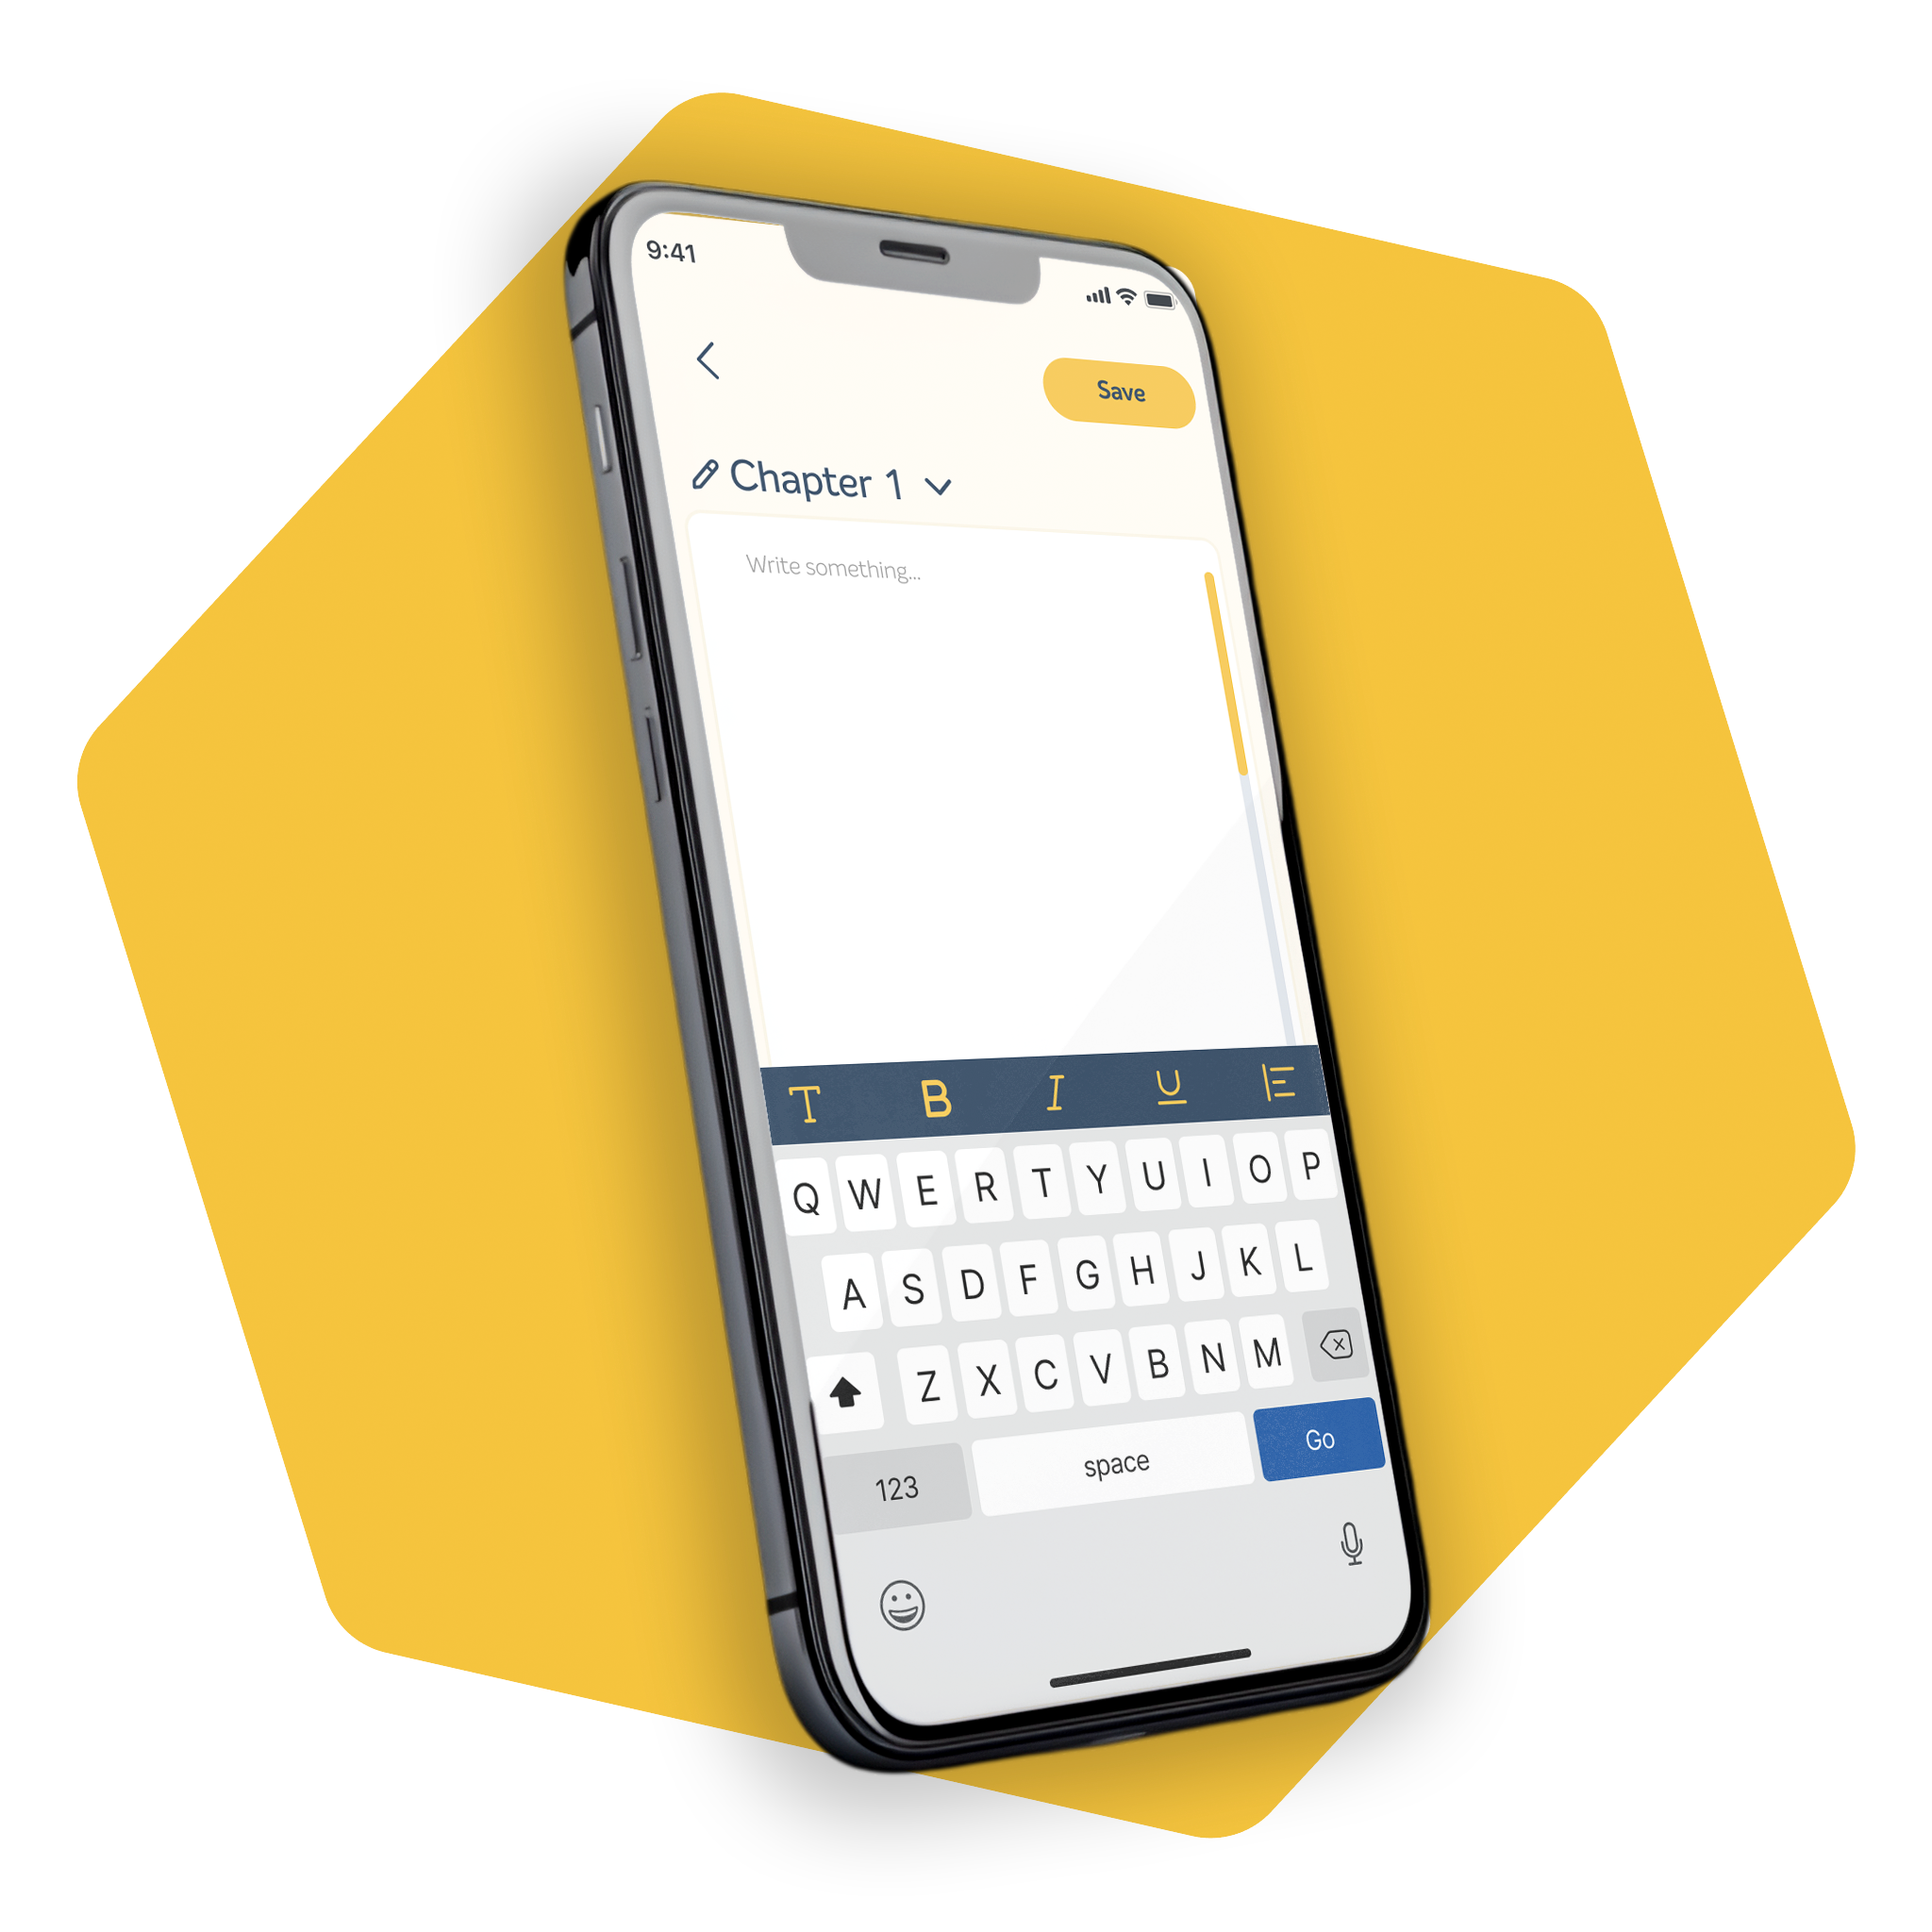 9:41
Save
Chapter 1
Write something...
T B I U
Q W E R T Y U I O P
A S D F G H J K L
Z X C V B N M
123 space Go